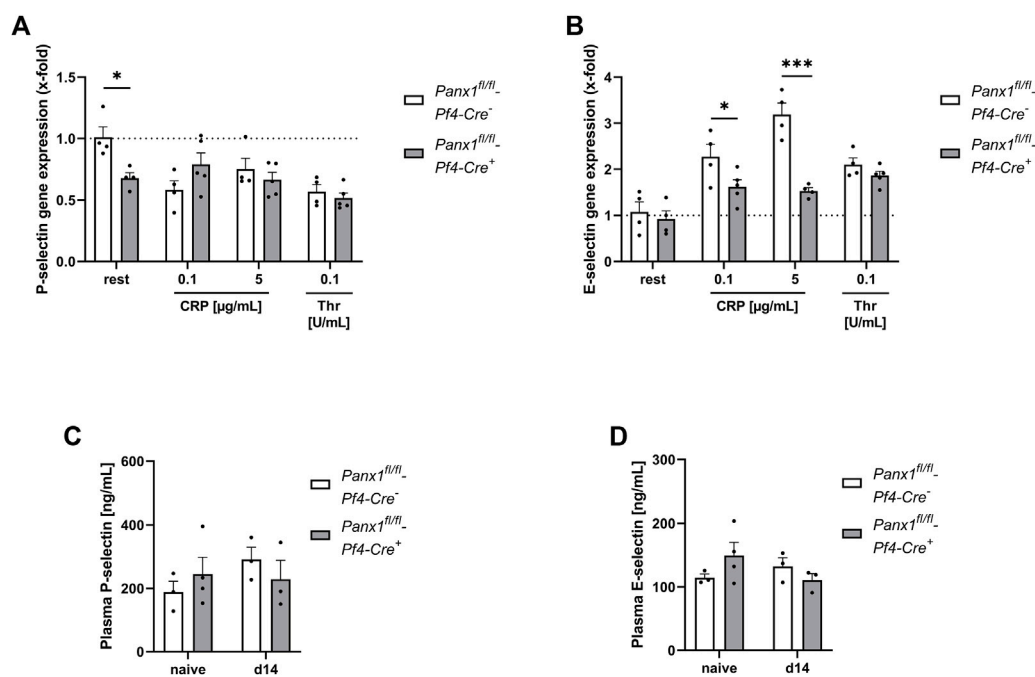 A
P-selectin gene expression (x-fold)
1.5
1.0
0.5
0.0
*
rest
0.1
5
0.1
CRP [µg/mL]
Thr
[U/mL]
Panx1fl/fl-
Pf4-Cre-
Panx1fl/fl-
Pf4-Cre+
B
E-selectin gene expression (x-fold)
4
3
2
1
0
*
***
rest
0.1
5
0.1
CRP [µg/mL]
Thr
[U/mL]
Panx1fl/fl-
Pf4-Cre-
Panx1fl/fl-
Pf4-Cre+
C
Plasma P-selectin [ng/mL]
600
400
200
0
naive
d14
Panx1fl/fl-
Pf4-Cre-
Panx1fl/fl-
Pf4-Cre+
D
Plasma E-selectin [ng/mL]
300
200
100
0
naive
d14
Panx1fl/fl-
Pf4-Cre-
Panx1fl/fl-
Pf4-Cre+